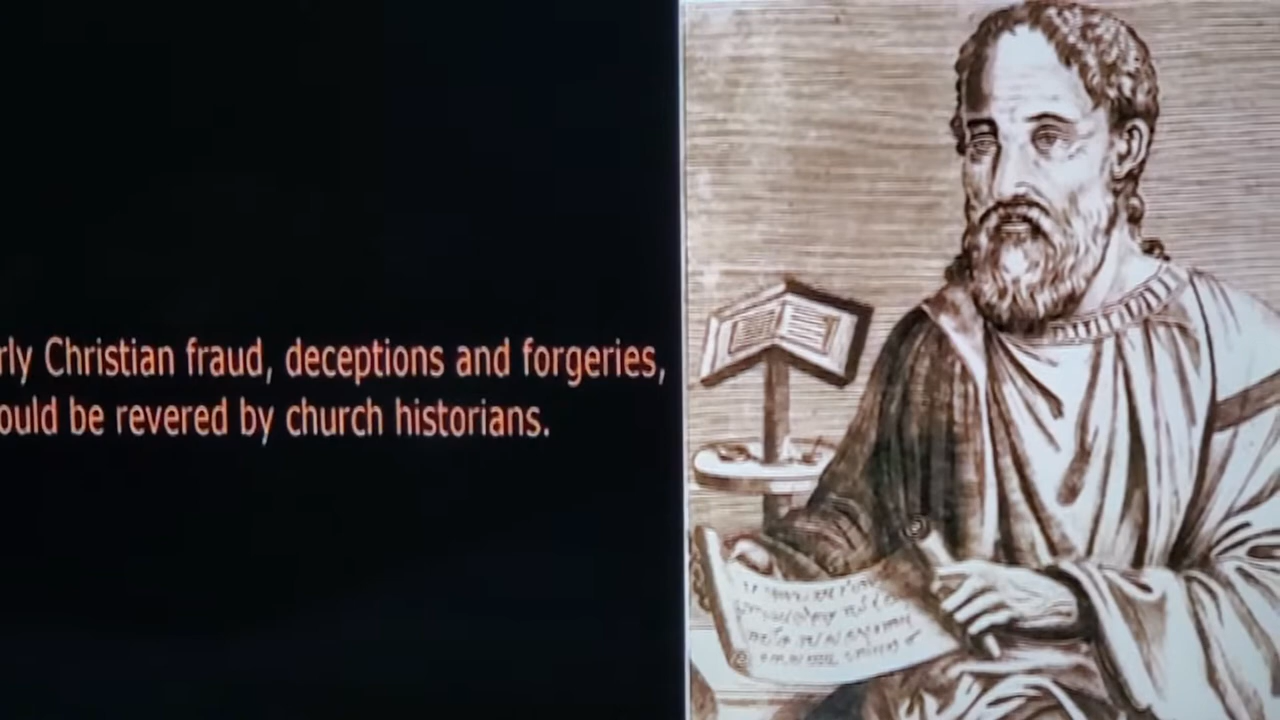 rly Christian fraud, deceptions and forgeries,
ould be revered by church historians.